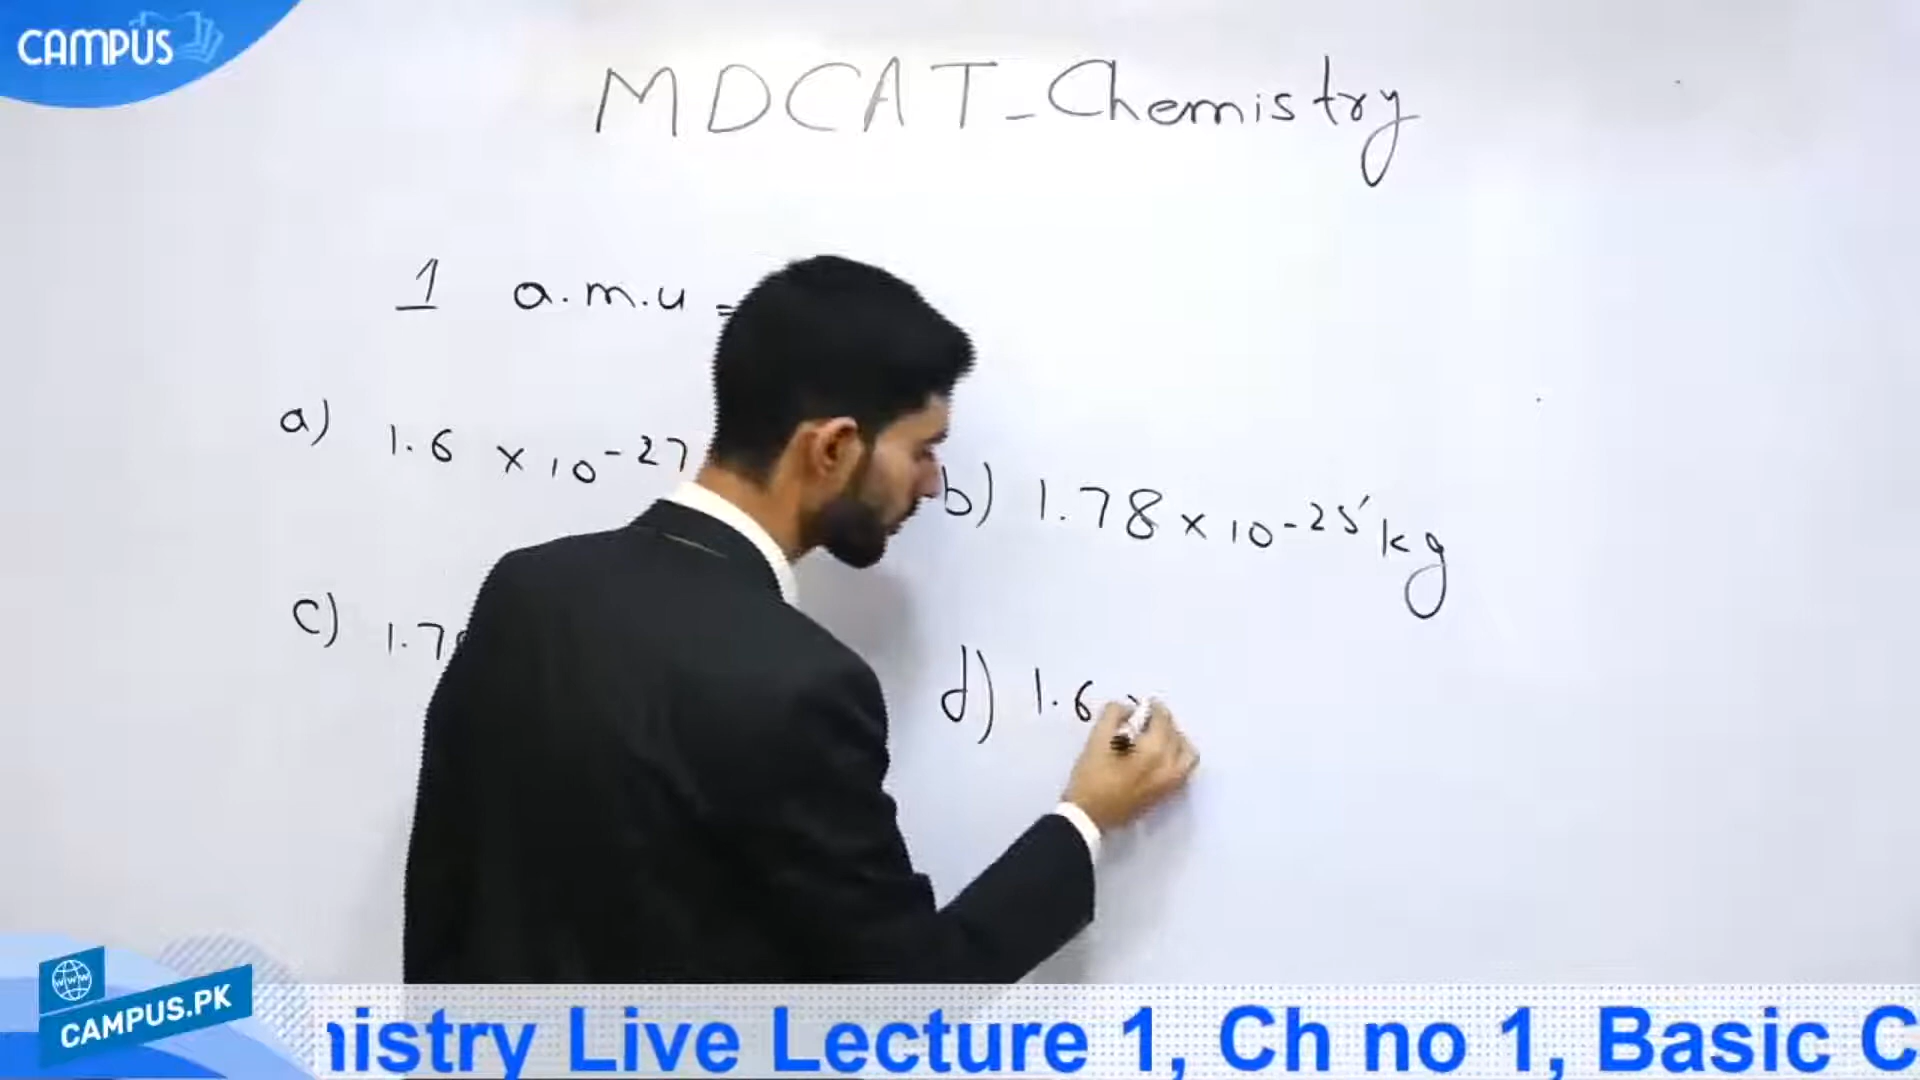 CAMPUS
MDCAT-Chemistry
1 a.m.u =
a) 1.6 × 10-27
b) 1.78 × 10-25 kg
c) 1.7
d) 1.6 ×
www
CAMPUS.PK
istry Live Lecture 1, Ch no 1, Basic C